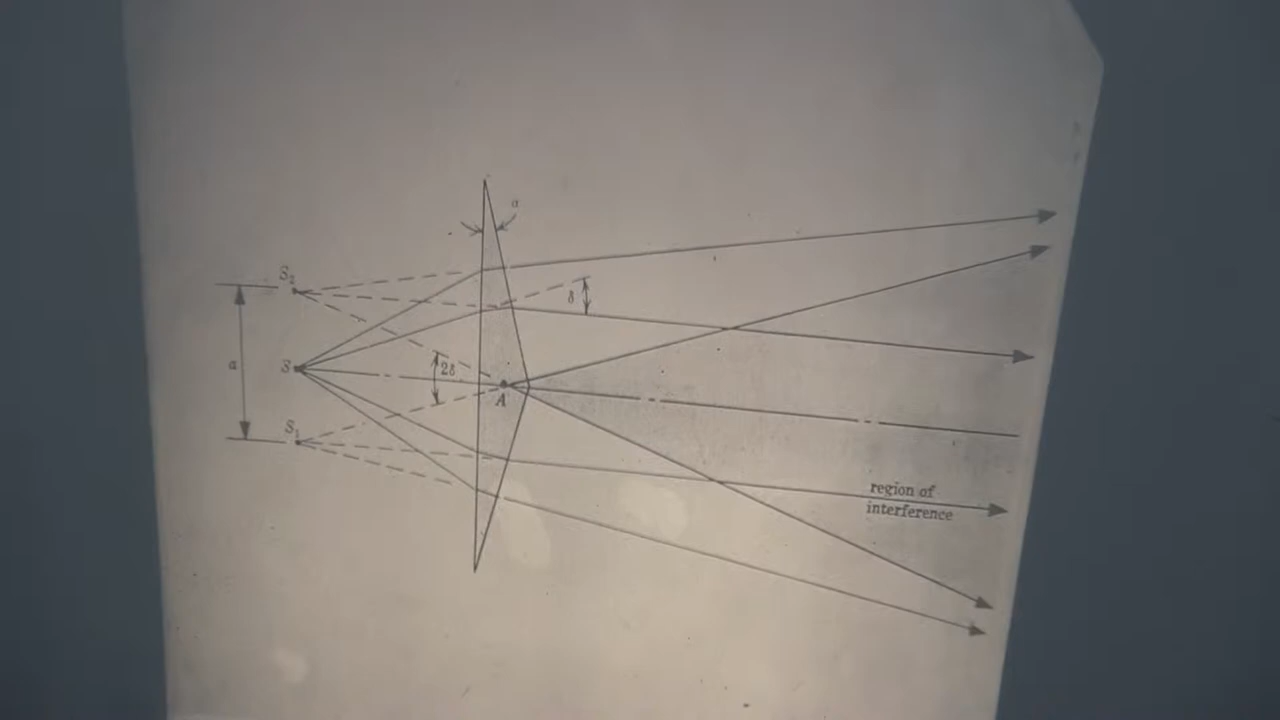 α
S₂
δ
a
S
2δ
A
S₁
region of
interference